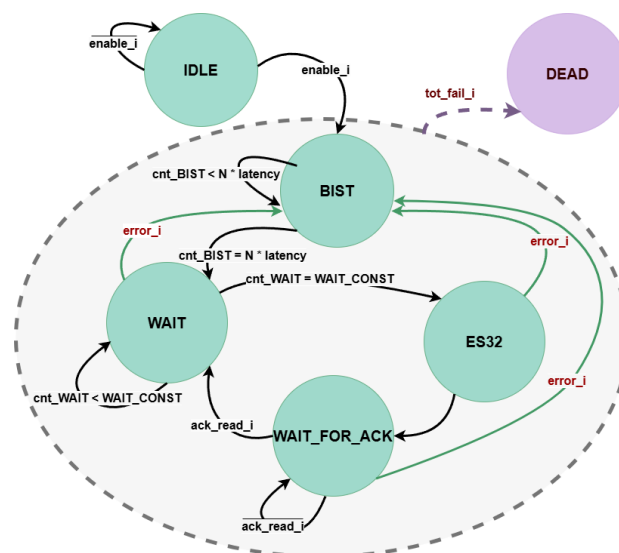 enable_i
IDLE
enable_i
DEAD
tot_fail_i
BIST
cnt_BIST < N * latency
error_i
error_i
cnt_BIST = N * latency
cnt_WAIT = WAIT_CONST
WAIT
ES32
error_i
cnt_WAIT < WAIT_CONST
ack_read_i
WAIT_FOR_ACK
ack_read_i